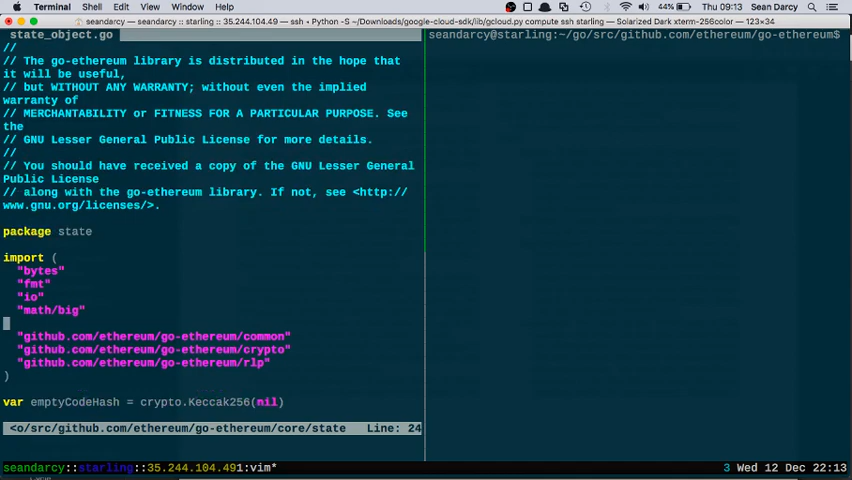 Terminal Shell Edit View Window Help 44% Thu 09:13 Sean Darcy
seandarcy — seandarcy :: starling :: 35.244.104.49 — ssh • Python -S ~/Downloads/google-cloud-sdk/lib/gcloud.py compute ssh starling — Solarized Dark xterm-256color — 123×34
state_object.go
seandarcy@starling:~/go/src/github.com/ethereum/go-ethereum$
//
// The go-ethereum library is distributed in the hope that
it will be useful,
// but WITHOUT ANY WARRANTY; without even the implied
warranty of
// MERCHANTABILITY or FITNESS FOR A PARTICULAR PURPOSE. See
the
// GNU Lesser General Public License for more details.
//
// You should have received a copy of the GNU Lesser General
Public License
// along with the go-ethereum library. If not, see <http://
www.gnu.org/licenses/>.
package state
import (
"bytes"
"fmt"
"io"
"math/big"
"github.com/ethereum/go-ethereum/common"
"github.com/ethereum/go-ethereum/crypto"
"github.com/ethereum/go-ethereum/rlp"
)
var emptyCodeHash = crypto.Keccak256(nil)
<o/src/github.com/ethereum/go-ethereum/core/state Line: 24
seandarcy::starling::35.244.104.491:vim* 3 Wed 12 Dec 22:13